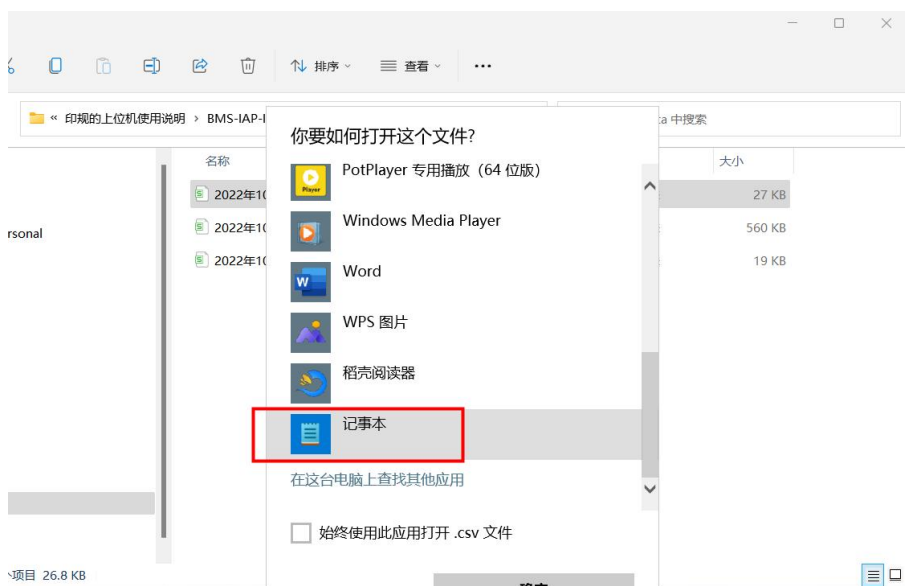 排序
查看
« 印规的上位机使用说明 › BMS-IAP-
中搜索
名称
大小
2022年10
27 KB
2022年10
560 KB
2022年10
19 KB
你要如何打开这个文件?
PotPlayer 专用播放（64 位版）
Windows Media Player
Word
WPS 图片
稻壳阅读器
记事本
在这台电脑上查找其他应用
始终使用此应用打开 .csv 文件
项目 26.8 KB